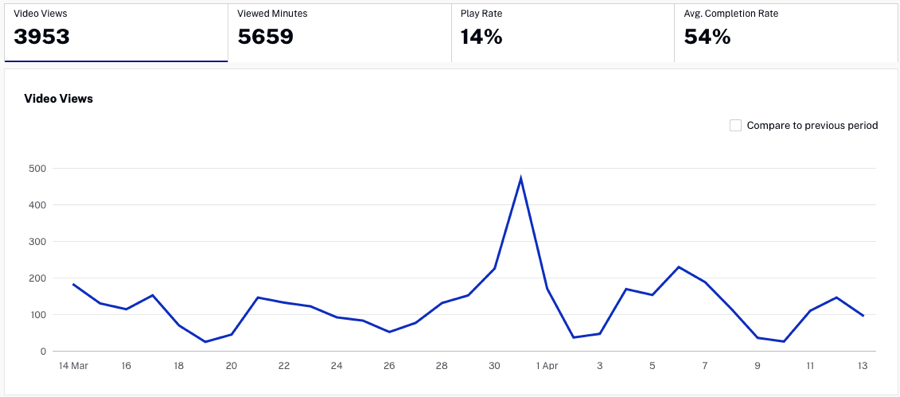 Video Views
3953
Viewed Minutes
5659
Play Rate
14%
Avg. Completion Rate
54%
Video Views
Compare to previous period
500
400
300
200
100
0
14 Mar 16 18 20 22 24 26 28 30 1 Apr 3 5 7 9 11 13